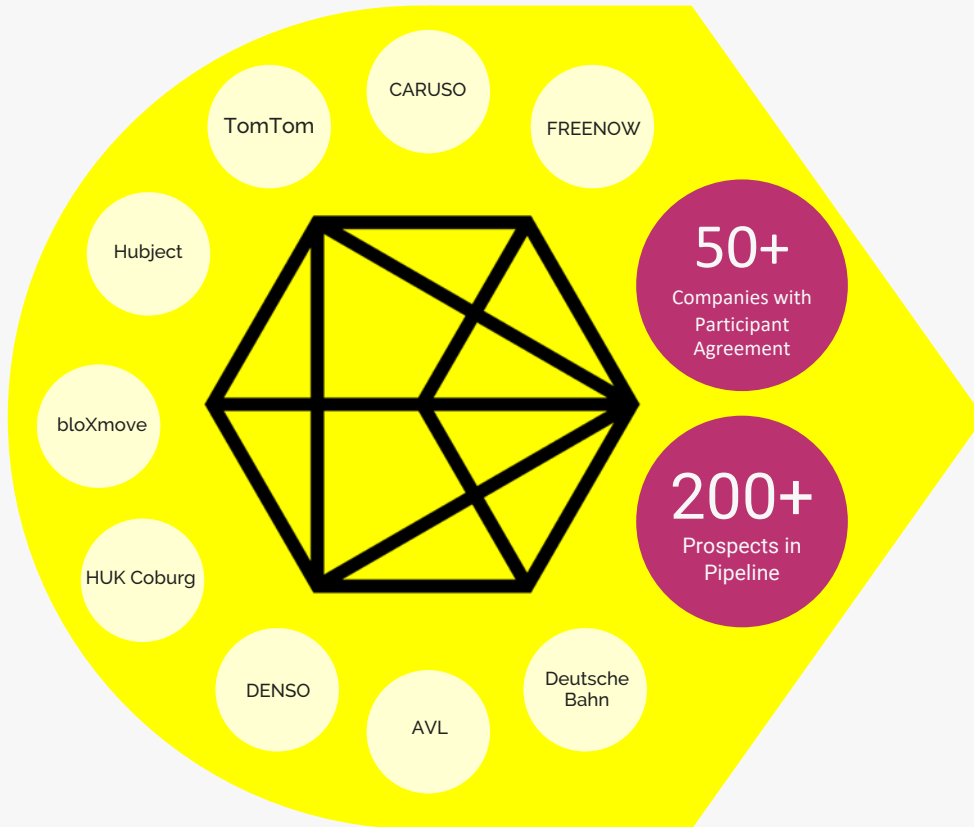 CARUSO
TomTom
FREENOW
50+
Companies with
Participant
Agreement
Hubject
bloXmove
200+
Prospects in
Pipeline
HUK Coburg
DENSO
AVL
Deutsche
Bahn